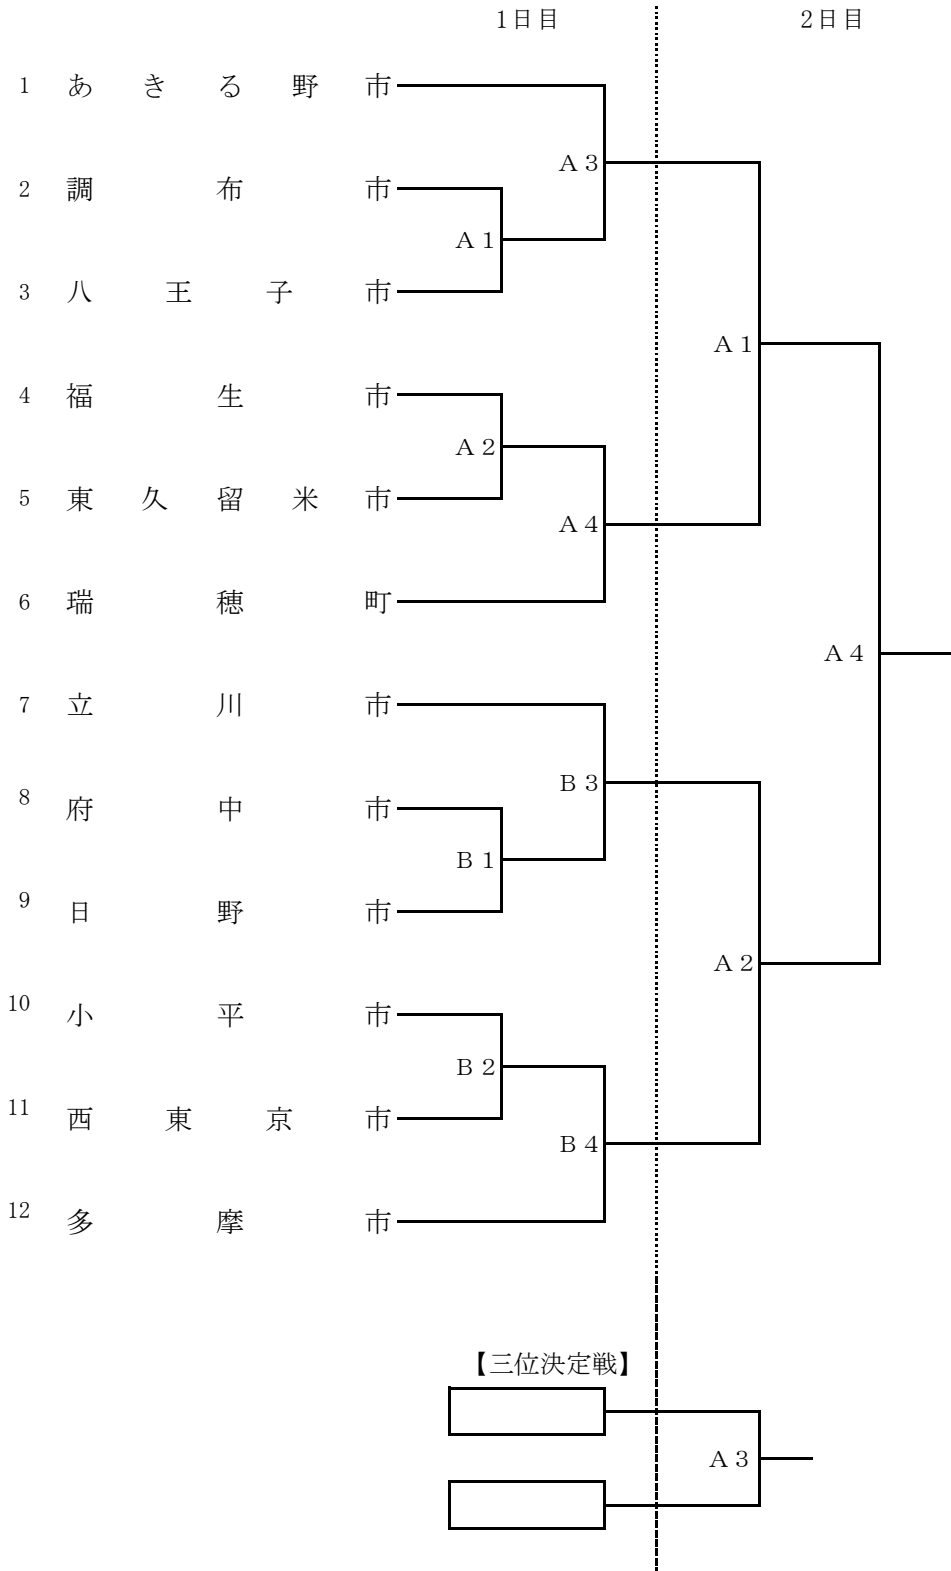 1日目 2日目
1 あきる野市
A 3
2 調布市
A 1
3 八王子市
A 1
4 福生市
A 2
5 東久留米市
A 4
6 瑞穂町
A 4
7 立川市
B 3
8 府中市
B 1
9 日野市
A 2
10 小平市
B 2
11 西東京市
B 4
12 多摩市
【三位決定戦】
A 3